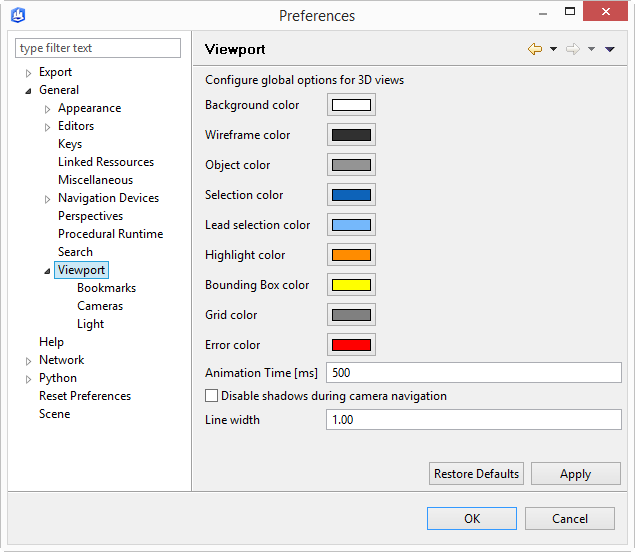 Preferences
type filter text
Export
General
Appearance
Editors
Keys
Linked Ressources
Miscellaneous
Navigation Devices
Perspectives
Procedural Runtime
Search
Viewport
Bookmarks
Cameras
Light
Help
Network
Python
Reset Preferences
Scene
Viewport
Configure global options for 3D views
Background color
Wireframe color
Object color
Selection color
Lead selection color
Highlight color
Bounding Box color
Grid color
Error color
Animation Time [ms] 500
Disable shadows during camera navigation
Line width 1.00
Restore Defaults Apply
OK Cancel